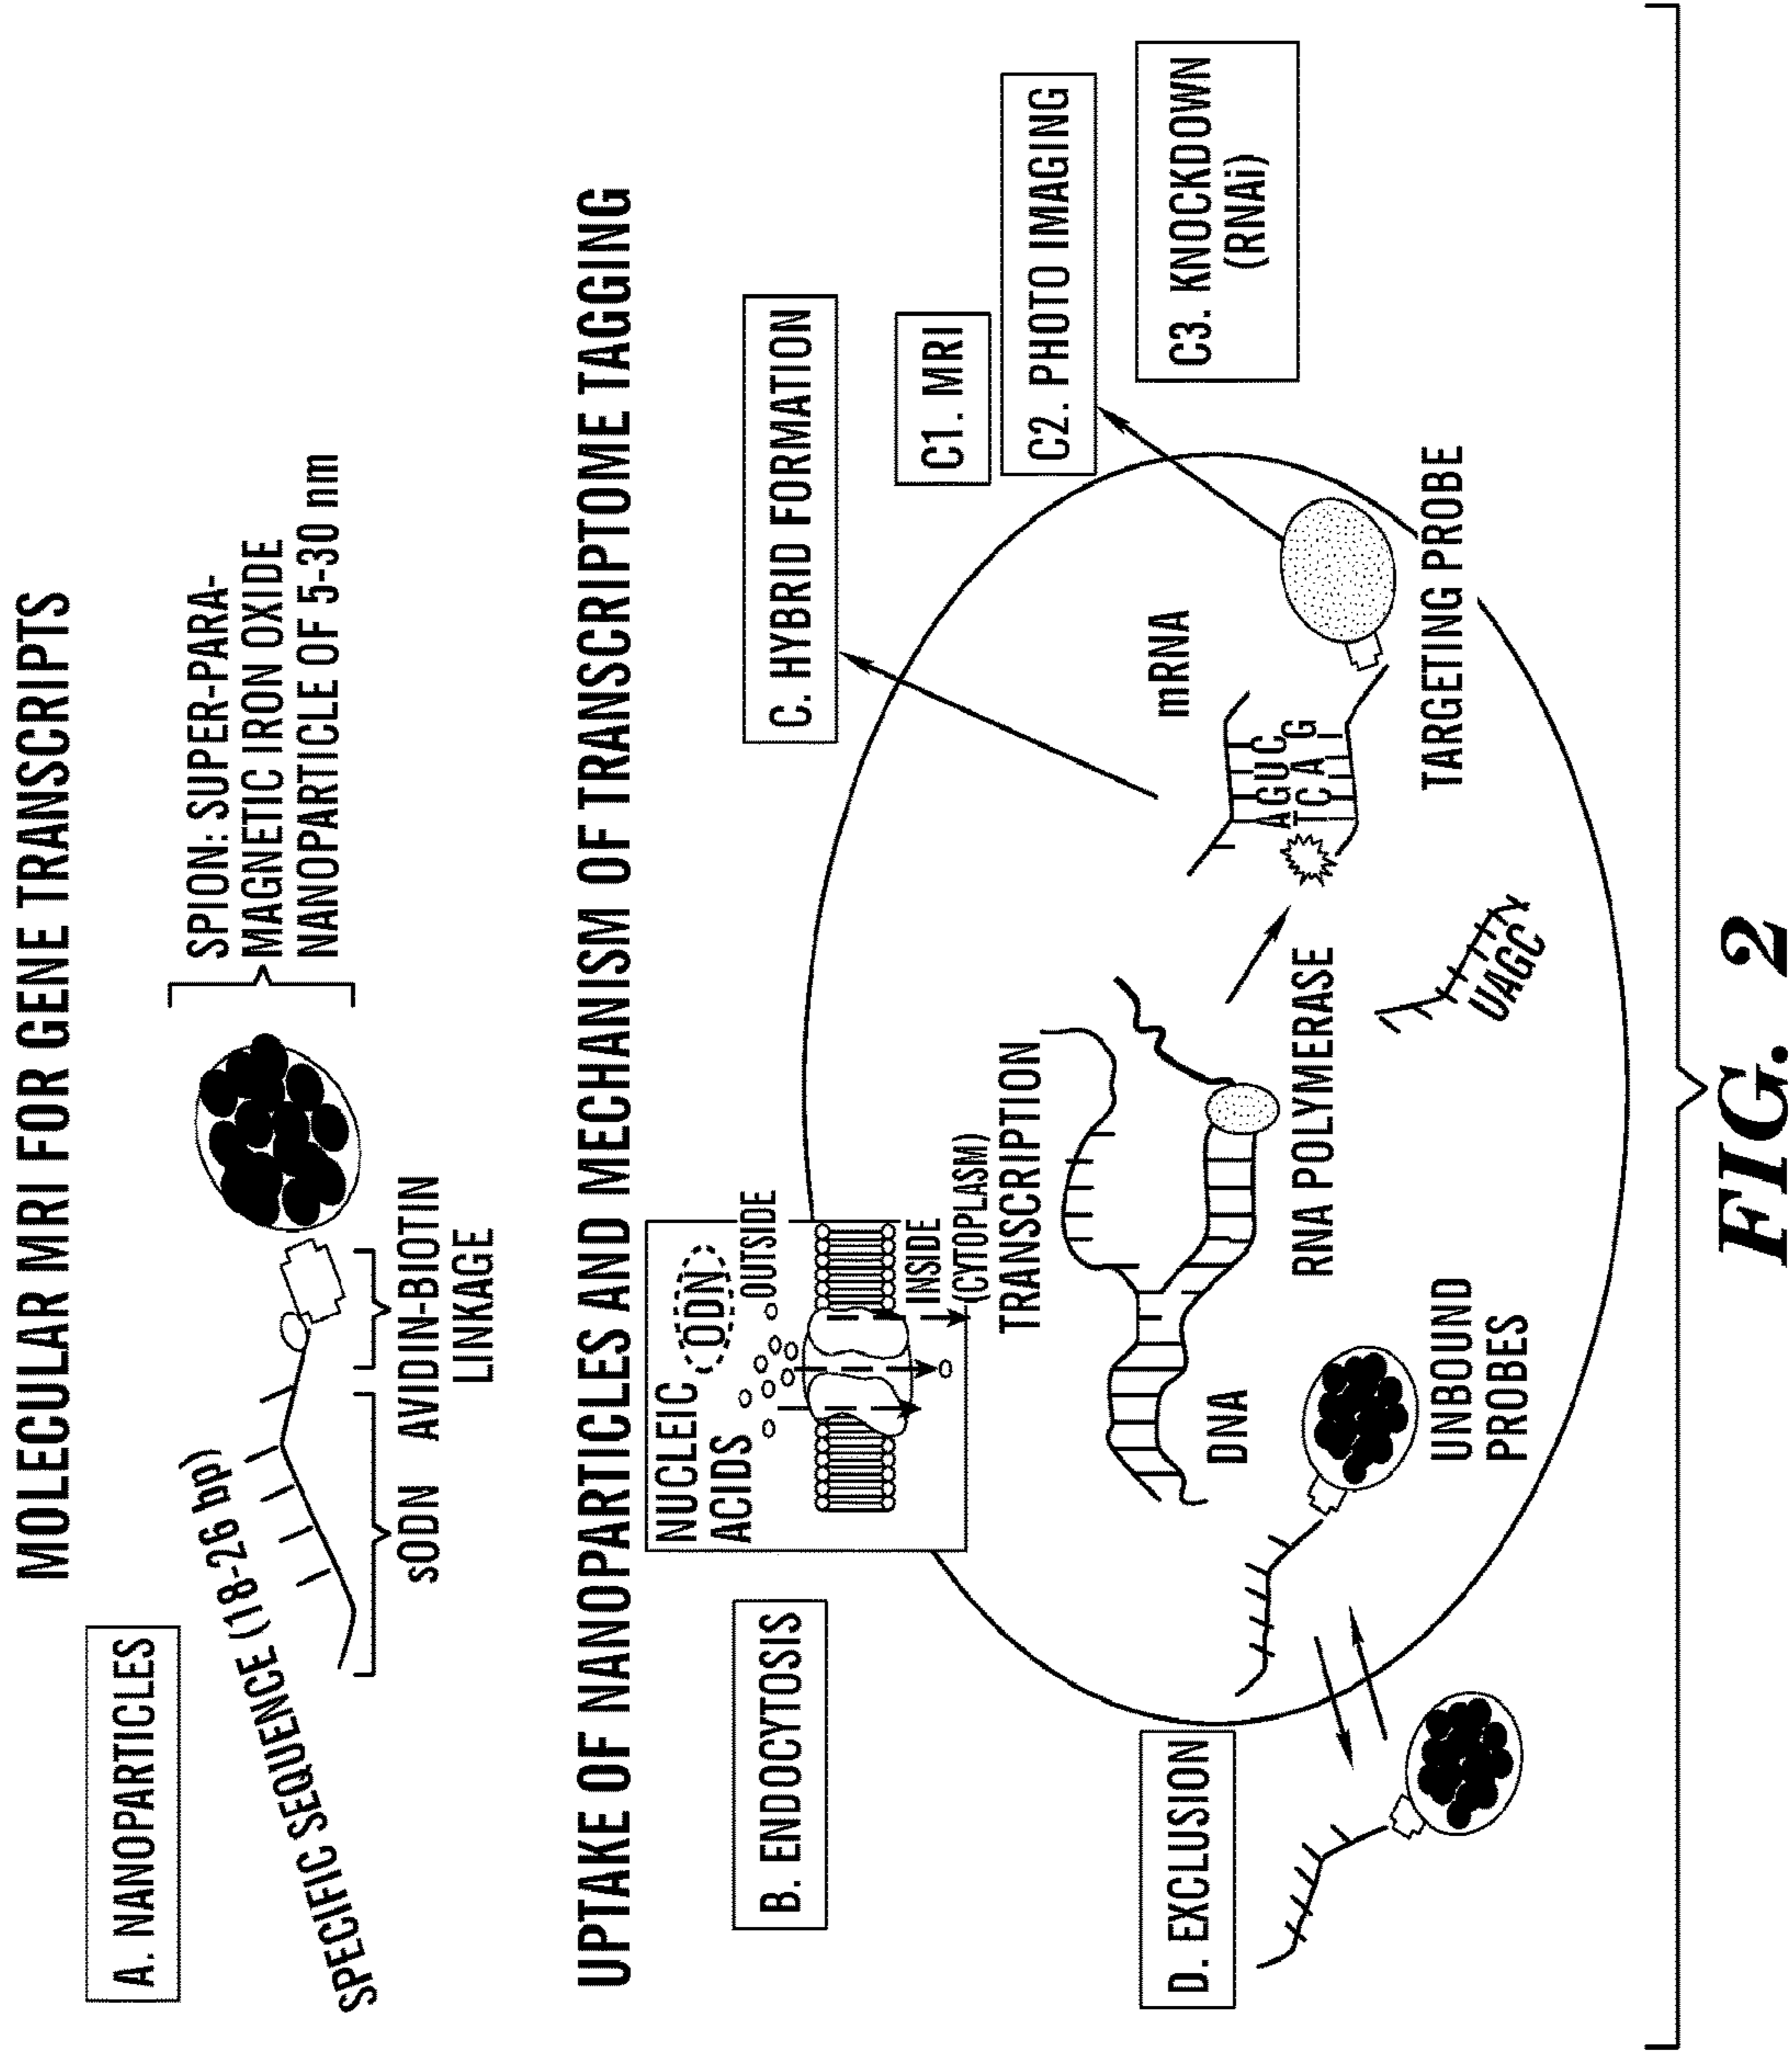 MOLECULAR MRI FOR GENE TRANSCRIPTS
A. NANOPARTICLES
SPION: SUPER-PARA-
MAGNETIC IRON OXIDE
NANOPARTICLE OF 5-30 nm
SPECIFIC SEQUENCE (18-26 bp)
sODN
AVIDIN-BIOTIN
LINKAGE
UPTAKE OF NANOPARTICLES AND MECHANISM OF TRANSCRIPTOME TAGGING
B. ENDOCYTOSIS
NUCLEIC
ACIDS
ODN
OUTSIDE
INSIDE
(CYTOPLASM)
TRANSCRIPTION
C. HYBRID FORMATION
C1. MRI
C2. PHOTO IMAGING
C3. KNOCKDOWN
(RNAi)
mRNA
AGUC
TCAG
TARGETING PROBE
DNA
RNA POLYMERASE
UAGC
UNBOUND
PROBES
D. EXCLUSION
FIG. 2